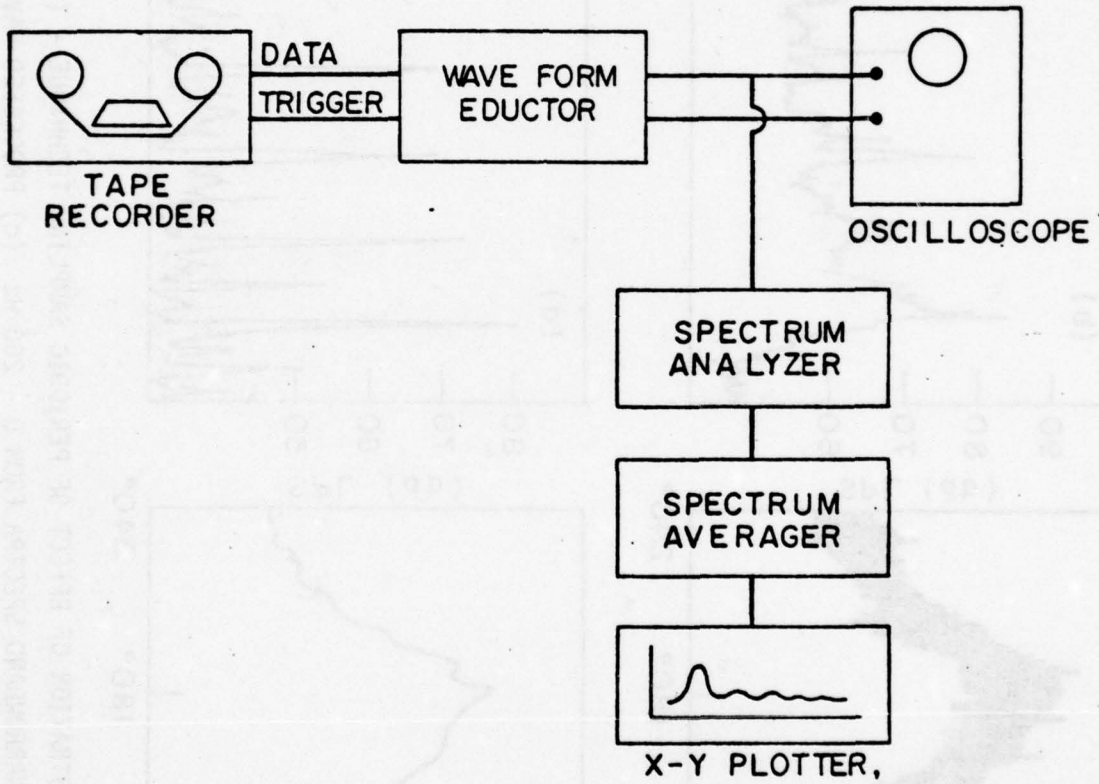 DATA
TRIGGER
TAPE
RECORDER
WAVE FORM
EDUCTOR
OSCILLOSCOPE
SPECTRUM
ANALYZER
SPECTRUM
AVERAGER
X-Y PLOTTER,